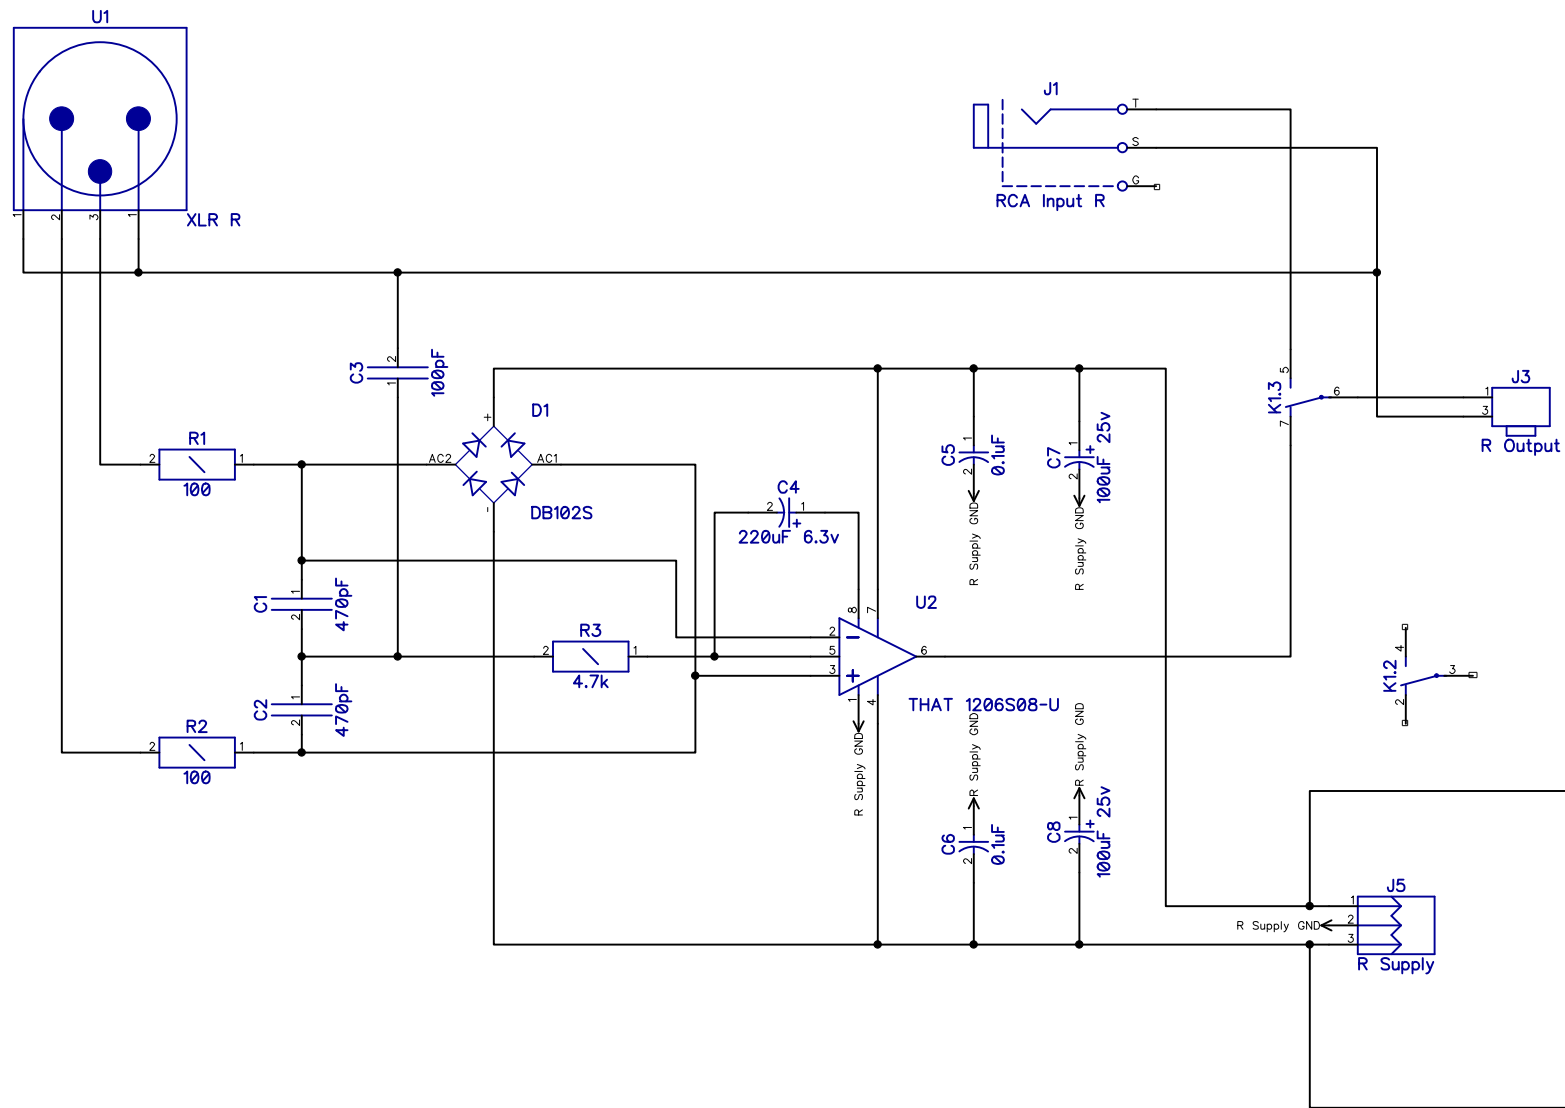 U1
XLR R
1
2
3
1
J1
T
S
G
RCA Input R
C3
2
1
100pF
D1
+
AC2
AC1
-
DB102S
R1
2
1
100
C5
1
2
0.1uF
R Supply GND
C7
1
2
+
100uF 25v
R Supply GND
K1.3
5
6
7
J3
1
3
R Output
C4
2
1
+
220uF 6.3v
C1
1
2
470pF
R3
2
1
4.7k
U2
8
7
2
5
3
6
1
4
THAT 1206S08-U
R Supply GND
C2
1
2
470pF
R2
2
1
100
K1.2
4
3
2
R Supply GND
C6
1
2
0.1uF
R Supply GND
C8
1
2
+
100uF 25v
J5
1
2
3
R Supply GND
R Supply